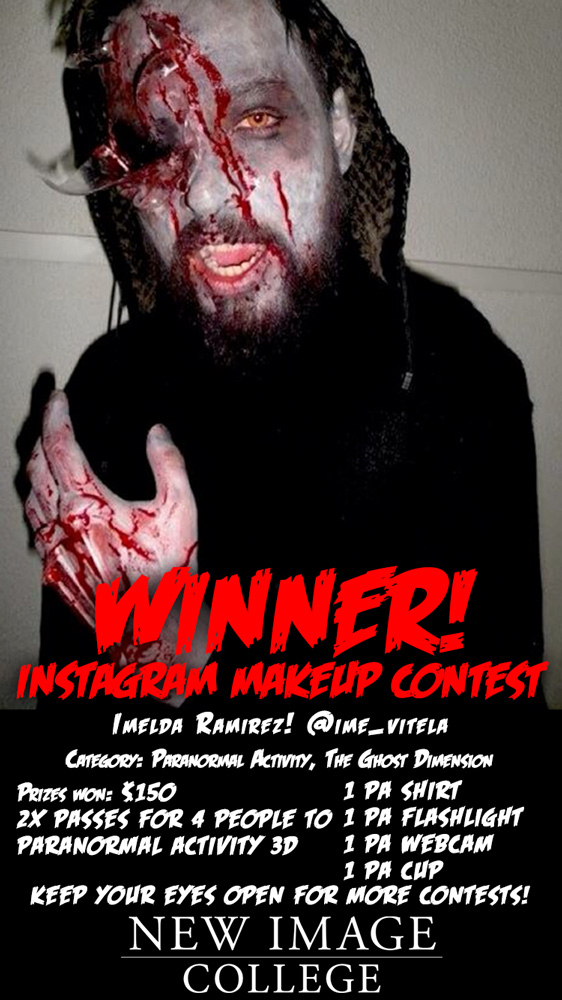 WINNER!
INSTAGRAM MAKEUP CONTEST
IMELDA RAMIREZ! @IME_VITELA
CATEGORY: PARANORMAL ACTIVITY, THE GHOST DIMENSION
PRIZES WON: $150
2X PASSES FOR 4 PEOPLE TO
PARANORMAL ACTIVITY 3D
1 PA SHIRT
1 PA FLASHLIGHT
1 PA WEBCAM
1 PA CUP
KEEP YOUR EYES OPEN FOR MORE CONTESTS!
NEW IMAGE
COLLEGE